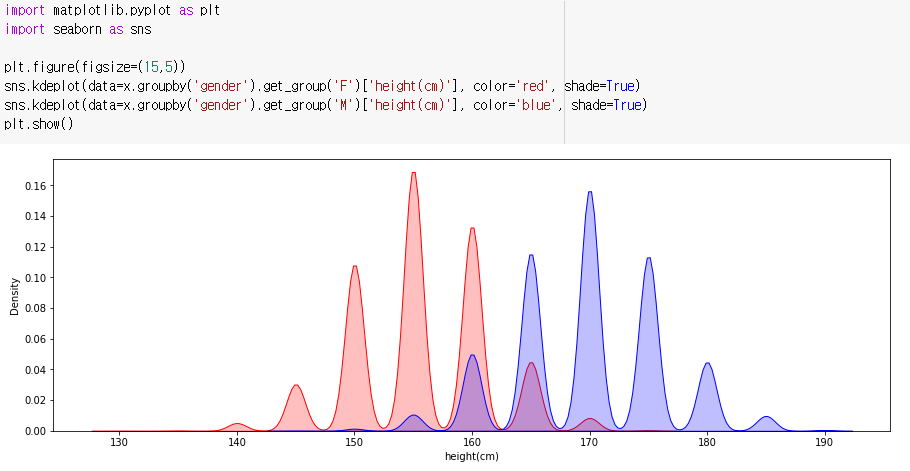 import matplotlib.pyplot as plt
import seaborn as sns
plt.figure(figsize=(15,5))
sns.kdeplot(data=x.groupby('gender').get_group('F')['height(cm)'], color='red', shade=True)
sns.kdeplot(data=x.groupby('gender').get_group('M')['height(cm)'], color='blue', shade=True)
plt.show()
0.16
0.14
0.12
0.10
0.08
0.06
0.04
0.02
0.00
Density
130 140 150 160 170 180 190
height(cm)